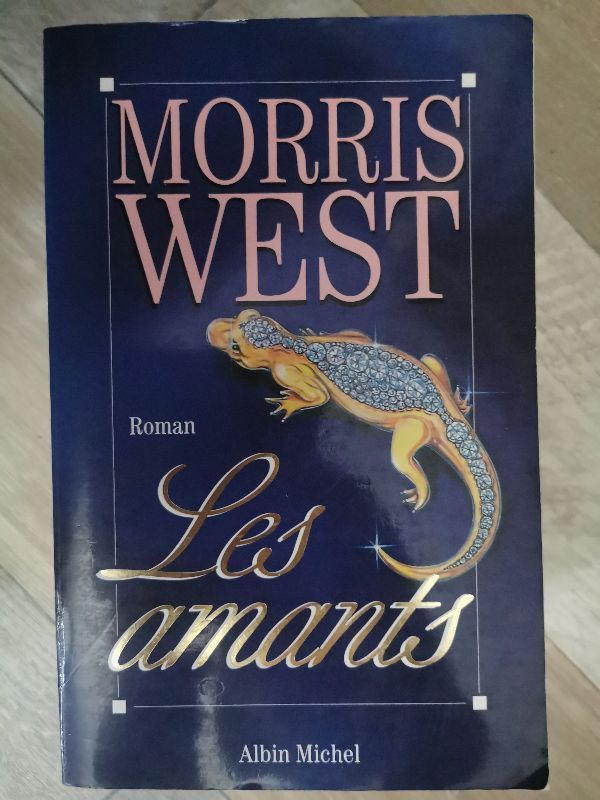 MORRIS
WEST
Roman
Les
amants
Albin Michel